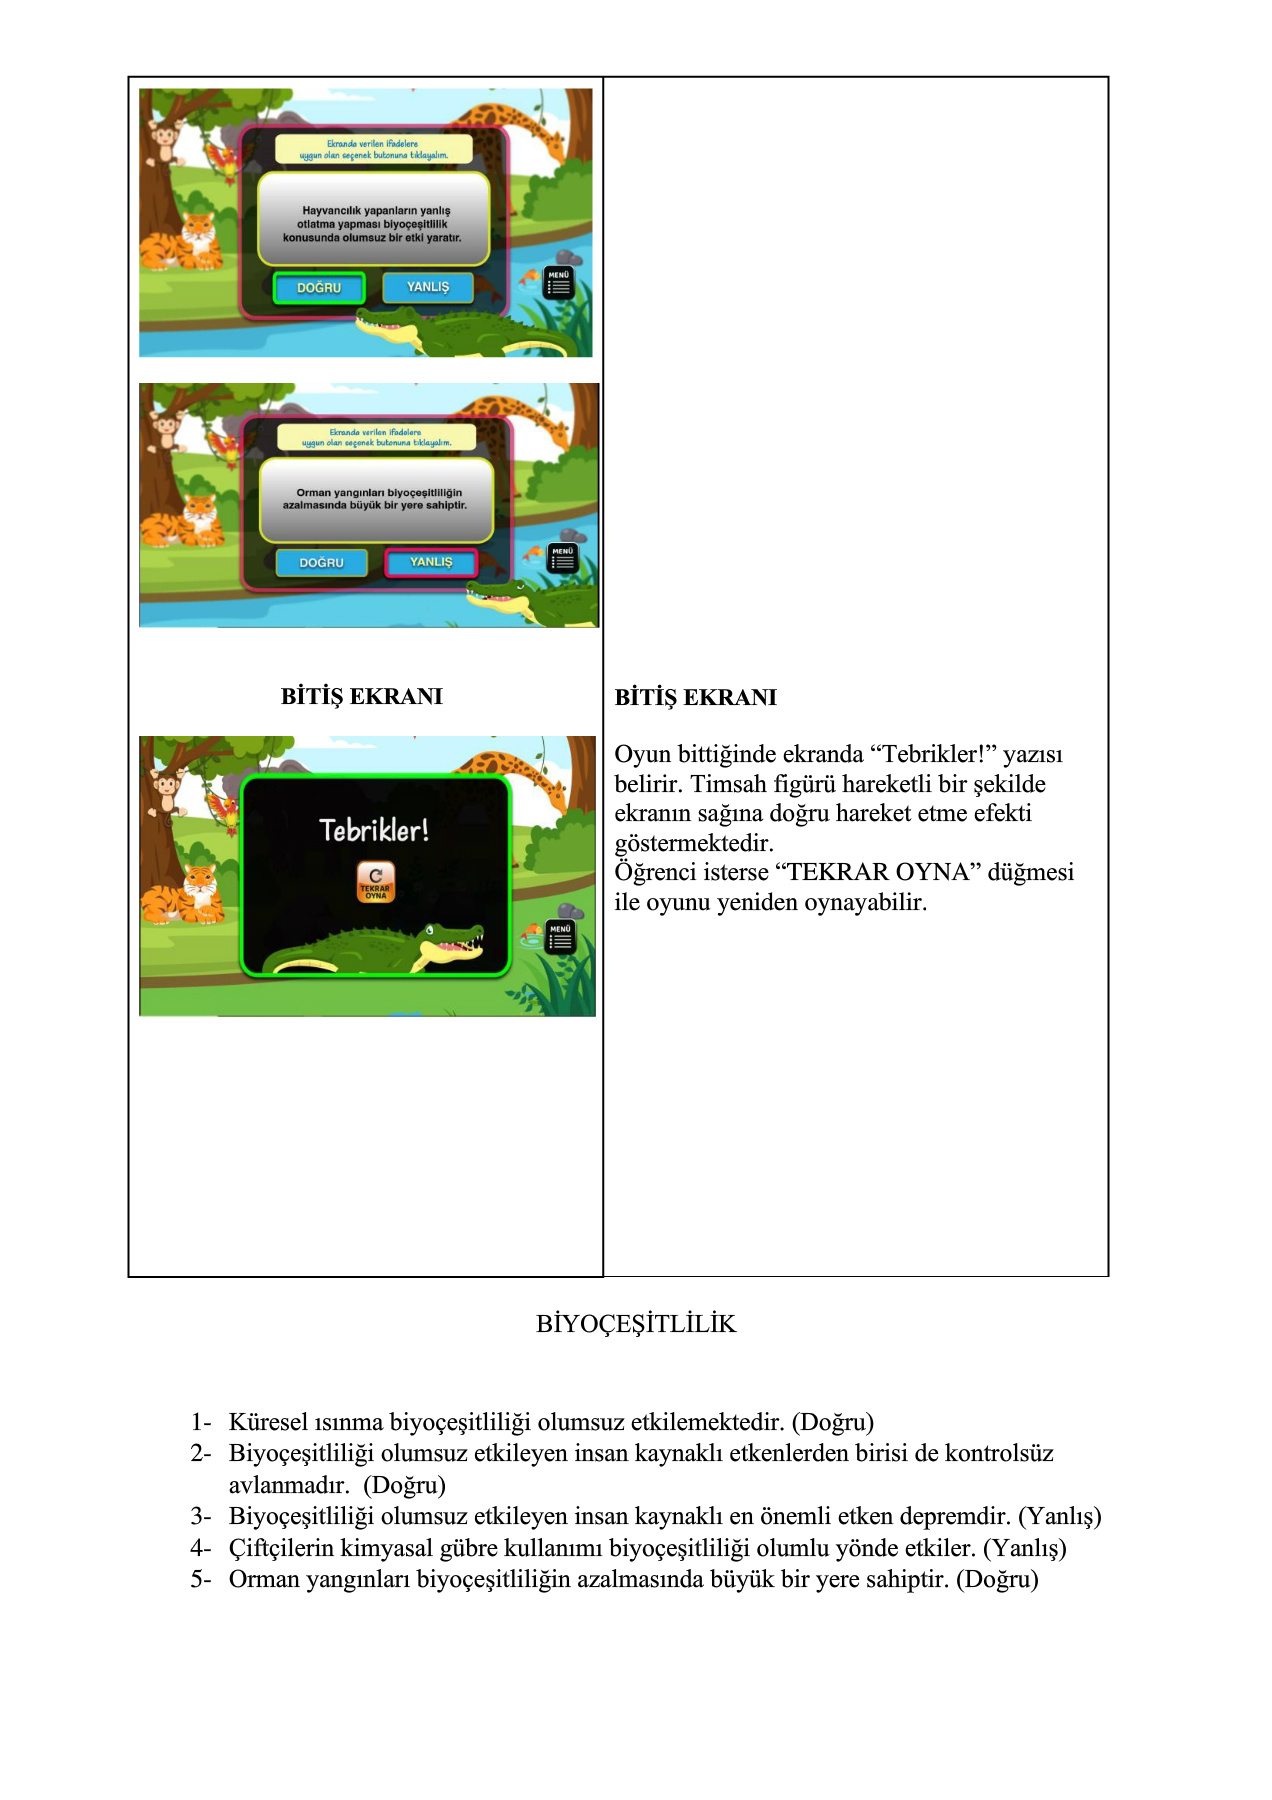 Ekranda verilen ifadelere
uygun olan seçenek butonuna tıklayalım.
Hayvancılık yapanların yanlış
otlatma yapması biyoçeşitlilik
konusunda olumsuz bir etki yaratır.
DOĞRU
YANLIŞ
MENÜ
Ekranda verilen ifadelere
uygun olan seçenek butonuna tıklayalım.
Orman yangınları biyoçeşitliliğin
azalmasında büyük bir yere sahiptir.
DOĞRU
YANLIŞ
MENÜ
BİTİŞ EKRANI
Tebrikler!
TEKRAR
OYNA
MENÜ
BİTİŞ EKRANI
Oyun bittiğinde ekranda “Tebrikler!” yazısı
belirir. Timsah figürü hareketli bir şekilde
ekranın sağına doğru hareket etme efekti
göstermektedir.
Öğrenci isterse “TEKRAR OYNA” düğmesi
ile oyunu yeniden oynayabilir.
BİYOÇEŞİTLİLİK
1- Küresel ısınma biyoçeşitliliği olumsuz etkilemektedir. (Doğru)
2- Biyoçeşitliliği olumsuz etkileyen insan kaynaklı etkenlerden birisi de kontrolsüz
avlanmadır. (Doğru)
3- Biyoçeşitliliği olumsuz etkileyen insan kaynaklı en önemli etken depremdir. (Yanlış)
4- Çiftçilerin kimyasal gübre kullanımı biyoçeşitliliği olumlu yönde etkiler. (Yanlış)
5- Orman yangınları biyoçeşitliliğin azalmasında büyük bir yere sahiptir. (Doğru)